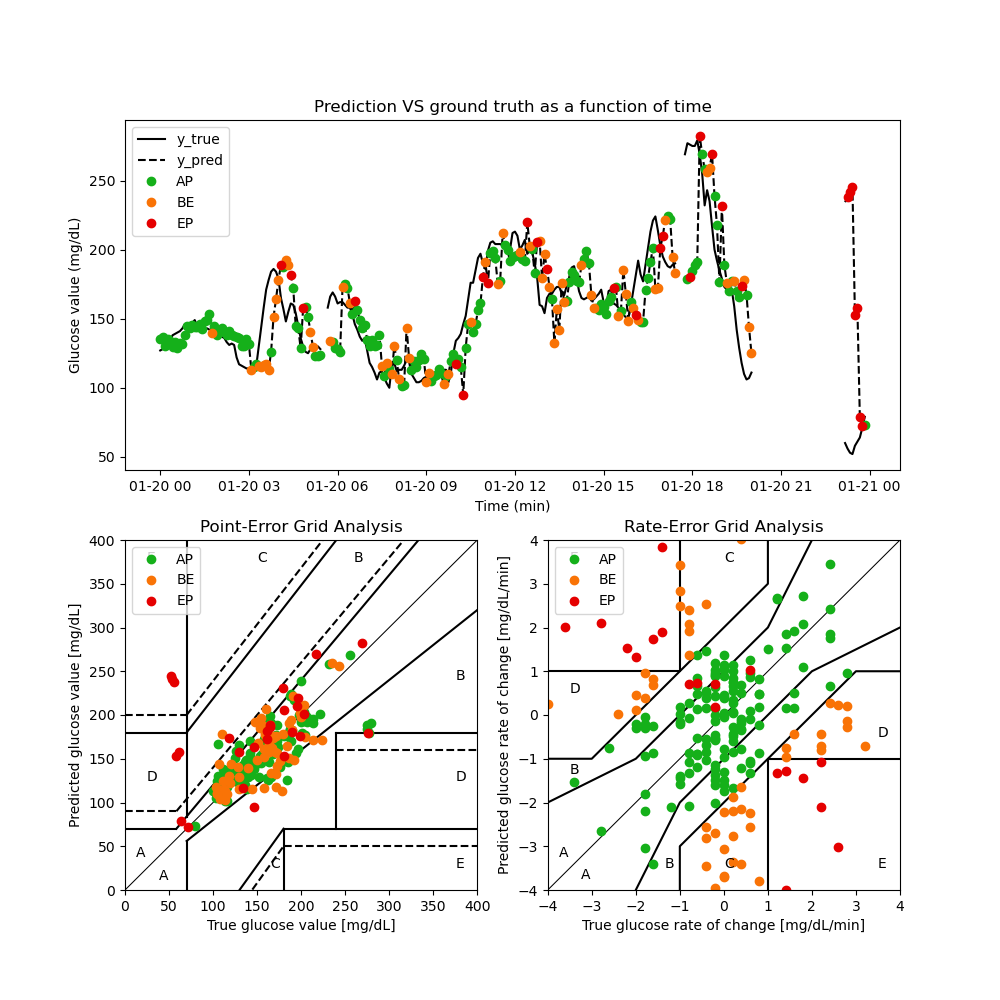 Prediction VS ground truth as a function of time
Glucose value (mg/dL)
y_true
y_pred
AP
BE
EP
250
200
150
100
50
01-20 00 01-20 03 01-20 06 01-20 09 01-20 12 01-20 15 01-20 18 01-20 21 01-21 00
Time (min)
Point-Error Grid Analysis
Predicted glucose value [mg/dL]
400
350
300
250
200
150
100
50
0
AP
BE
EP
C
B
B
D
D
A
A
C
E
0 50 100 150 200 250 300 350 400
True glucose value [mg/dL]
Rate-Error Grid Analysis
Predicted glucose rate of change [mg/dL/min]
4
3
2
1
0
−1
−2
−3
−4
AP
BE
EP
C
D
D
B
A
A
B
C
E
−4 −3 −2 −1 0 1 2 3 4
True glucose rate of change [mg/dL/min]